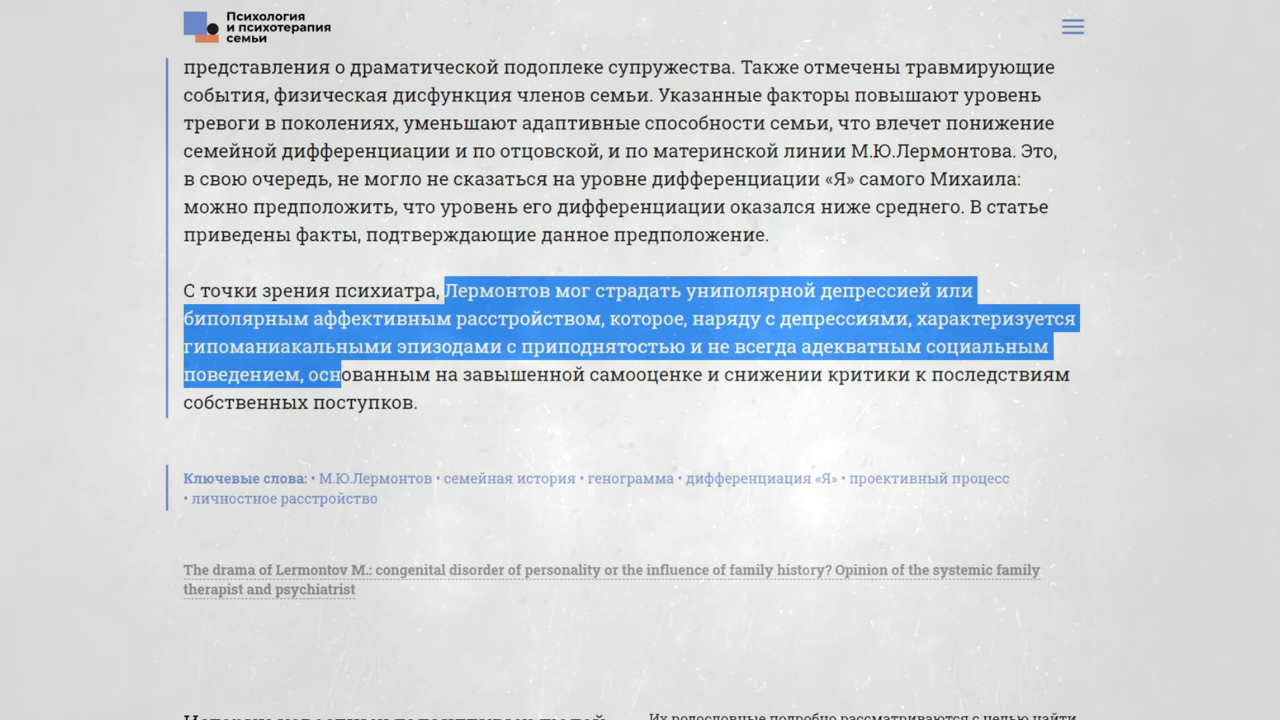 Психология
и психотерапия
семьи
представления о драматической подоплеке супружества. Также отмечены травмирующие
события, физическая дисфункция членов семьи. Указанные факторы повышают уровень
тревоги в поколениях, уменьшают адаптивные способности семьи, что влечет понижение
семейной дифференциации и по отцовской, и по материнской линии М.Ю.Лермонтова. Это,
в свою очередь, не могло не сказаться на уровне дифференциации «Я» самого Михаила:
можно предположить, что уровень его дифференциации оказался ниже среднего. В статье
приведены факты, подтверждающие данное предположение.
С точки зрения психиатра, Лермонтов мог страдать униполярной депрессией или
биполярным аффективным расстройством, которое, наряду с депрессиями, характеризуется
гипоманиакальными эпизодами с приподнятостью и не всегда адекватным социальным
поведением, основанным на завышенной самооценке и снижении критики к последствиям
собственных поступков.
Ключевые слова: • М.Ю.Лермонтов • семейная история • генограмма • дифференциация «Я» • проективный процесс
• личностное расстройство
The drama of Lermontov M.: congenital disorder of personality or the influence of family history? Opinion of the systemic family
therapist and psychiatrist
Их родословные подробно рассматриваются с целью найти